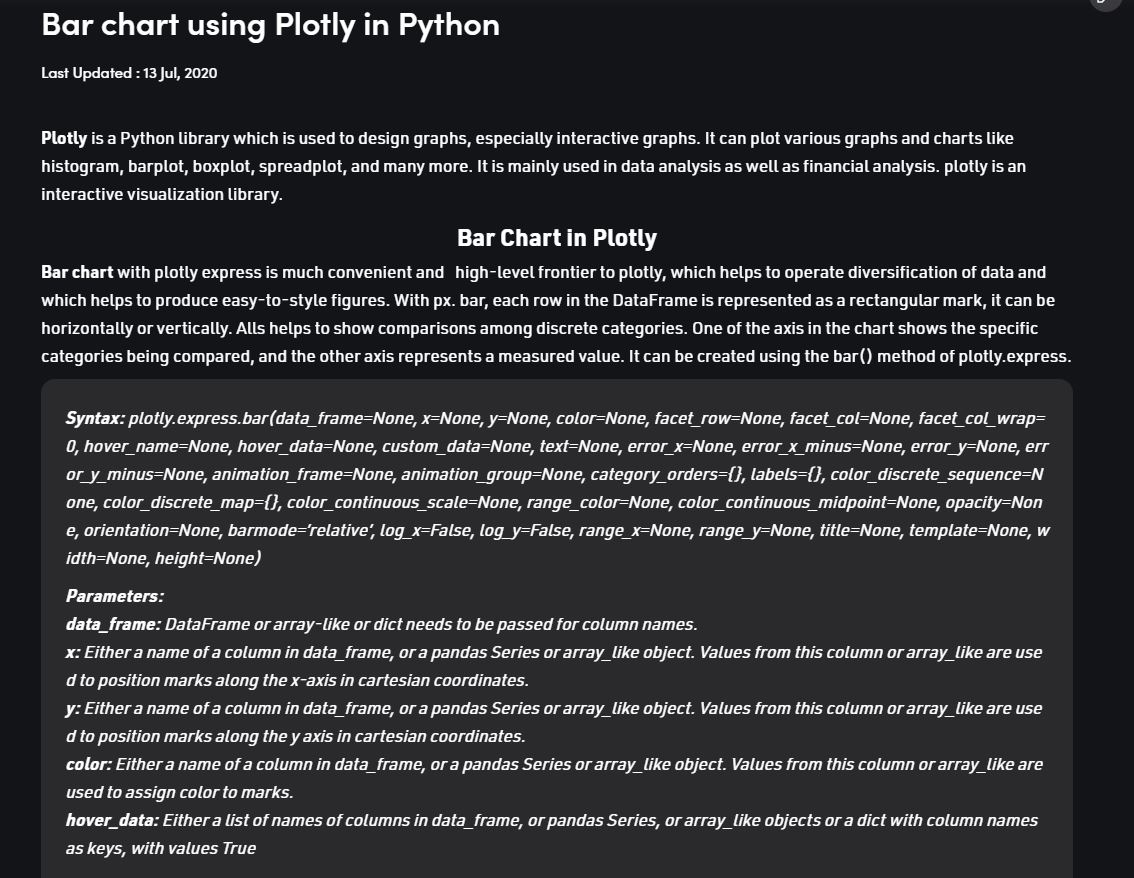 Bar chart using Plotly in Python
Last Updated : 13 Jul, 2020
Plotly is a Python library which is used to design graphs, especially interactive graphs. It can plot various graphs and charts like
histogram, barplot, boxplot, spreadplot, and many more. It is mainly used in data analysis as well as financial analysis. plotly is an
interactive visualization library.
Bar Chart in Plotly
Bar chart with plotly express is much convenient and  high-level frontier to plotly, which helps to operate diversification of data and
which helps to produce easy-to-style figures. With px. bar, each row in the DataFrame is represented as a rectangular mark, it can be
horizontally or vertically. Alls helps to show comparisons among discrete categories. One of the axis in the chart shows the specific
categories being compared, and the other axis represents a measured value. It can be created using the bar() method of plotly.express.
Syntax: plotly.express.bar(data_frame=None, x=None, y=None, color=None, facet_row=None, facet_col=None, facet_col_wrap=
0, hover_name=None, hover_data=None, custom_data=None, text=None, error_x=None, error_x_minus=None, error_y=None, err
or_y_minus=None, animation_frame=None, animation_group=None, category_orders={}, labels={}, color_discrete_sequence=N
one, color_discrete_map={}, color_continuous_scale=None, range_color=None, color_continuous_midpoint=None, opacity=Non
e, orientation=None, barmode=’relative’, log_x=False, log_y=False, range_x=None, range_y=None, title=None, template=None, w
idth=None, height=None)
Parameters:
data_frame: DataFrame or array-like or dict needs to be passed for column names.
x: Either a name of a column in data_frame, or a pandas Series or array_like object. Values from this column or array_like are use
d to position marks along the x-axis in cartesian coordinates.
y: Either a name of a column in data_frame, or a pandas Series or array_like object. Values from this column or array_like are use
d to position marks along the y axis in cartesian coordinates.
color: Either a name of a column in data_frame, or a pandas Series or array_like object. Values from this column or array_like are
used to assign color to marks.
hover_data: Either a list of names of columns in data_frame, or pandas Series, or array_like objects or a dict with column names
as keys, with values True